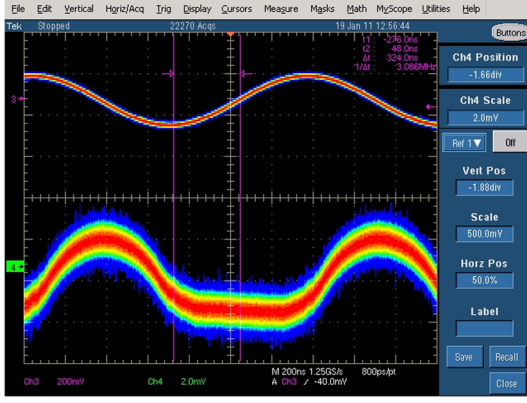 File Edit Vertical Horiz/Acq Trig Display Cursors Measure Masks Math MyScope Utilities Help
Tek Stopped 22270 Acqs 19 Jan 11 12:56:44
Buttons
t1 : -276.0ns
t2 : 48.0ns
Δt : 324.0ns
1/Δt : 3.086MHz
Ch4 Position
-1.66div
Ch4 Scale
2.0mV
Ref 1▼ Off
Vert Pos
-1.88div
Scale
500.0mV
Horz Pos
50.0%
Label
Save Recall
Close
3
4
Ch3 200mV Ch4 2.0mV M 200ns 1.25GS/s 800ps/pt
A Ch3 ∕ -40.0mV